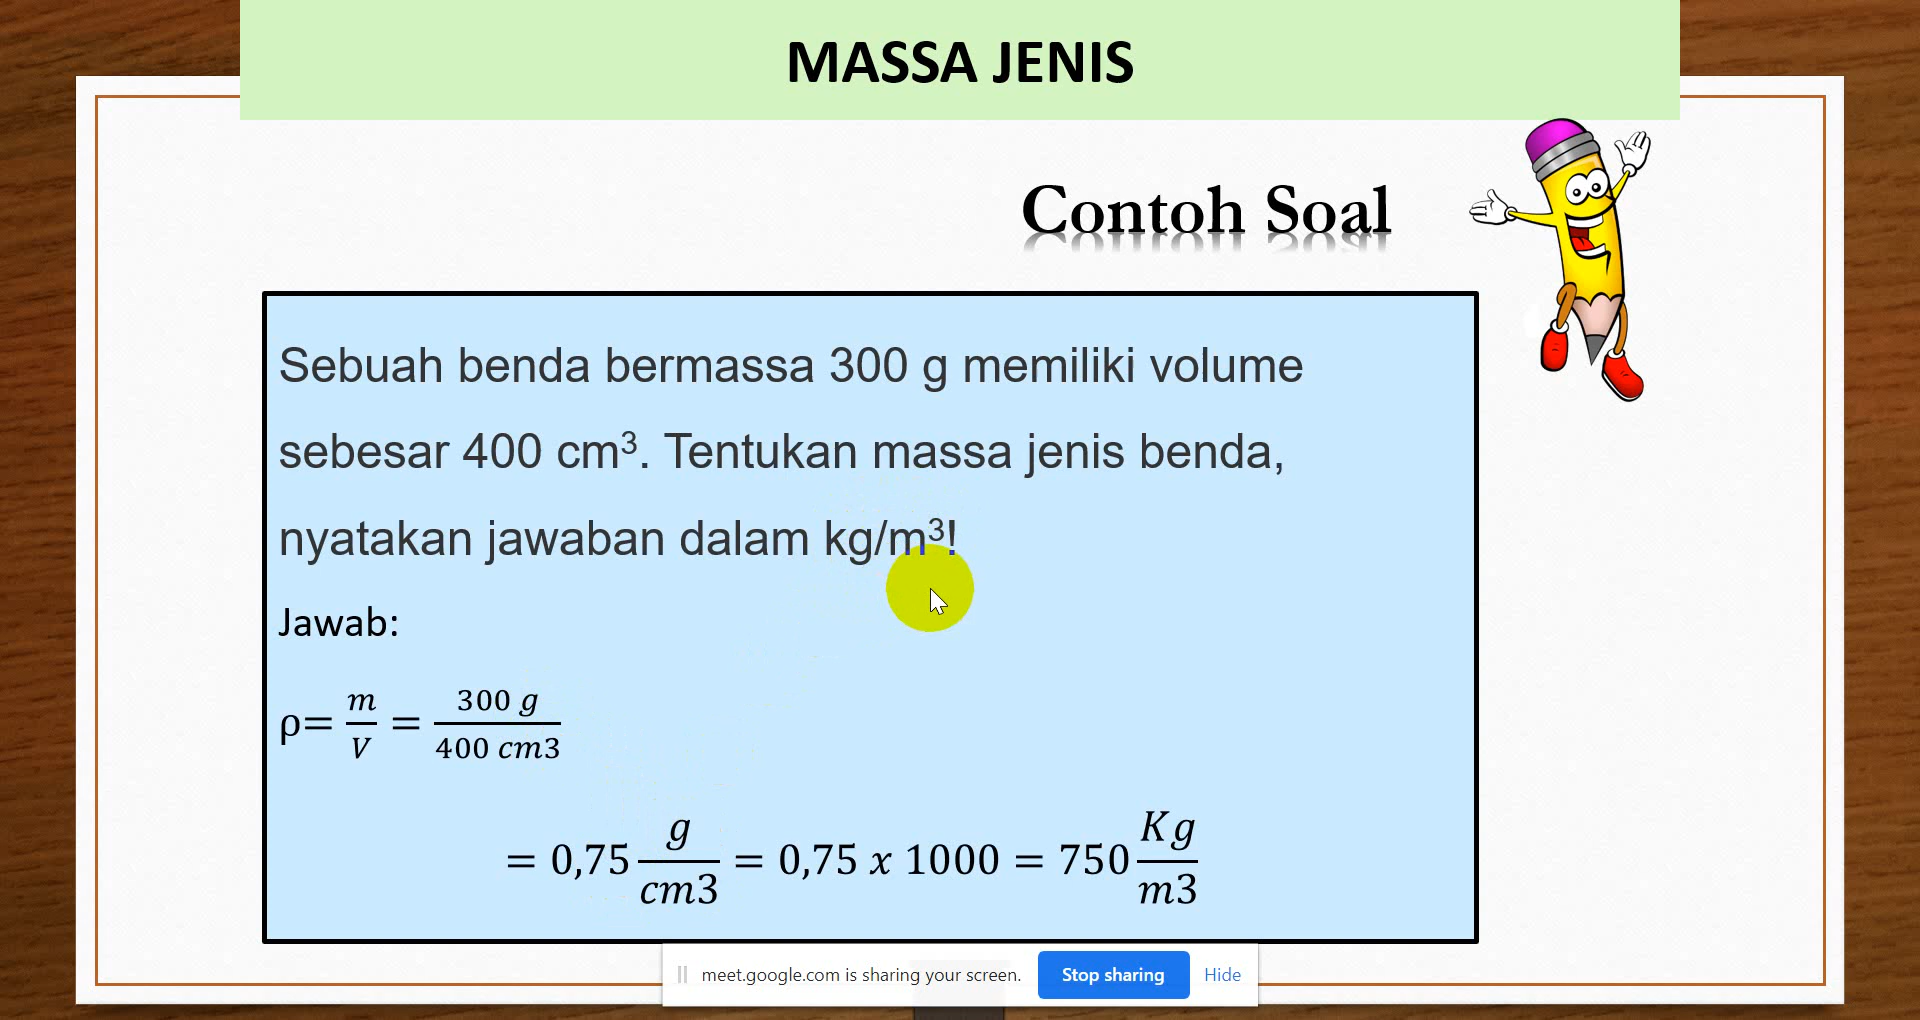 MASSA JENIS
Contoh Soal
Sebuah benda bermassa 300 g memiliki volume
sebesar 400 cm³. Tentukan massa jenis benda,
nyatakan jawaban dalam kg/m³!
Jawab:
ρ= m/V = 300 g/400 cm3
= 0,75 g/cm3 = 0,75 x 1000 = 750 Kg/m3
meet.google.com is sharing your screen. Stop sharing Hide